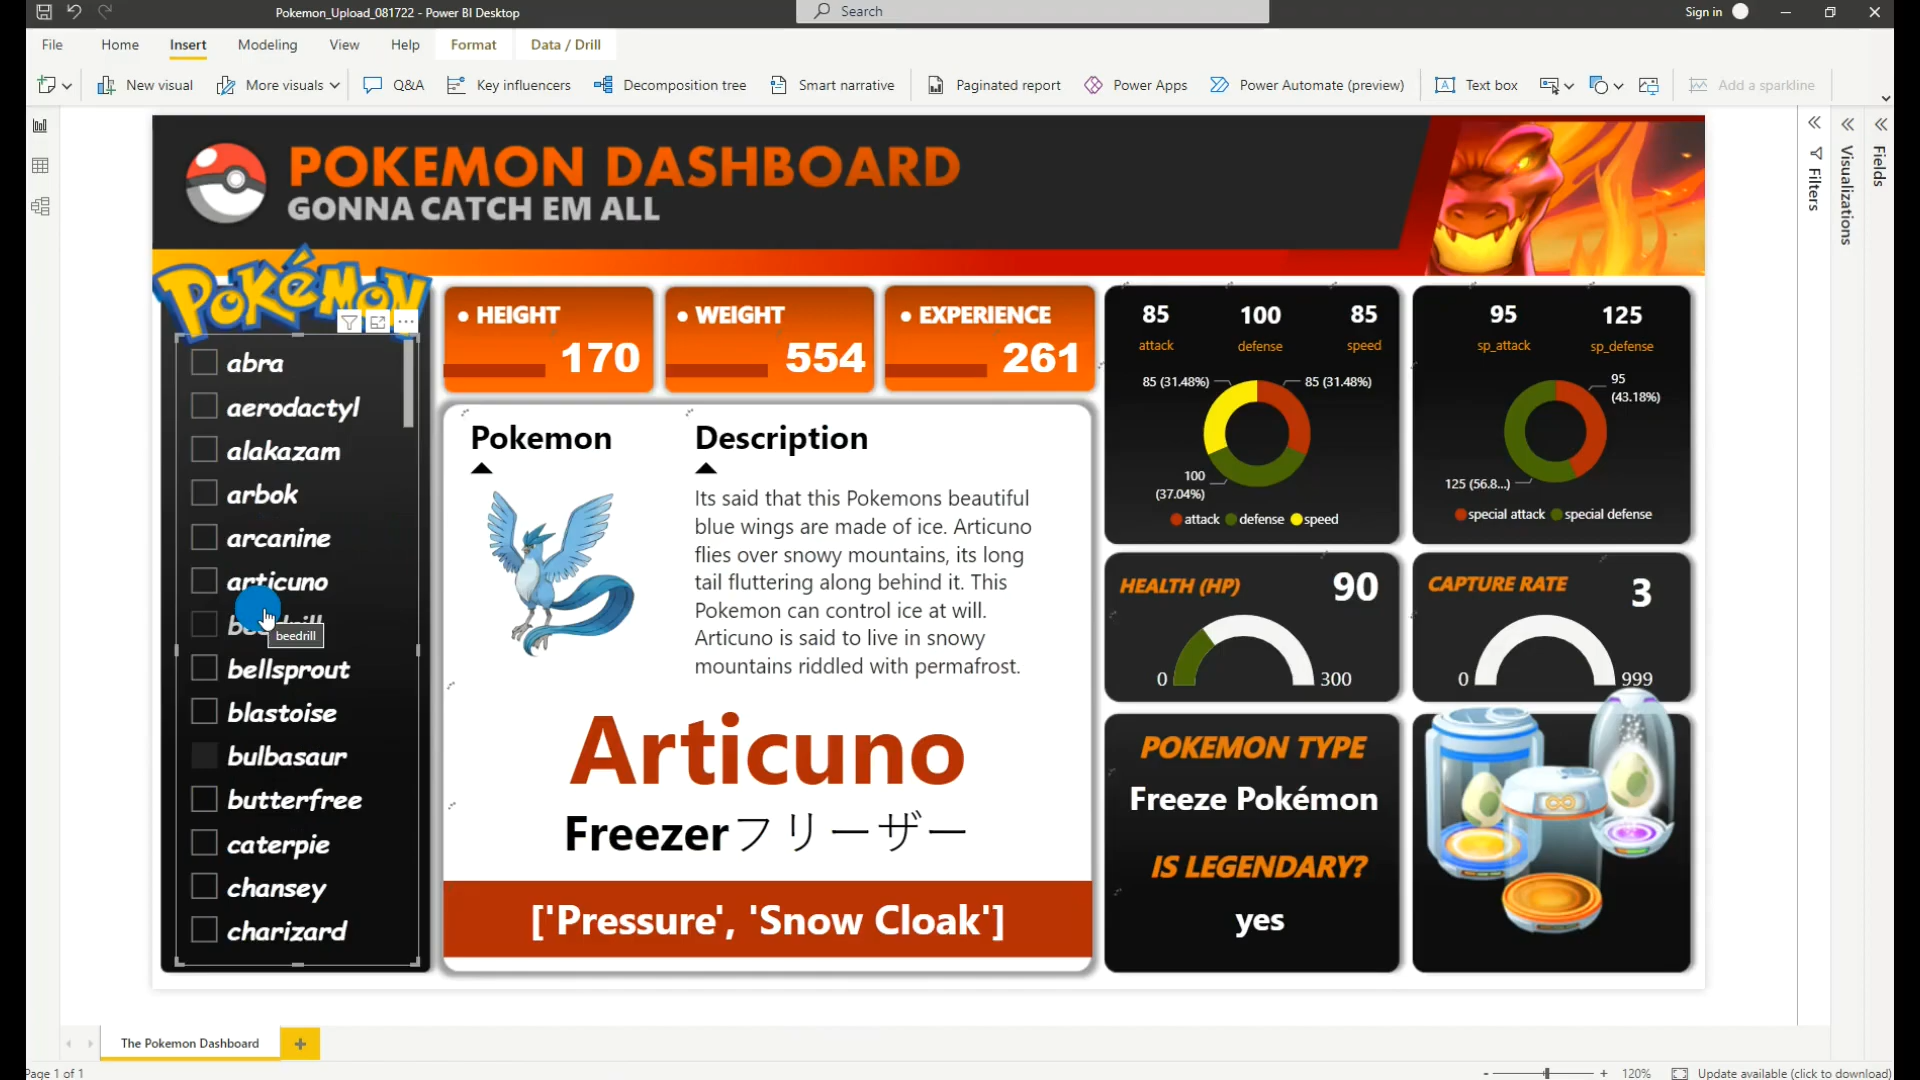 Pokemon_Upload_081722 - Power BI Desktop
Search
Sign in
File Home Insert Modeling View Help Format Data / Drill
New visual More visuals Q&A Key influencers Decomposition tree Smart narrative Paginated report Power Apps Power Automate (preview) Text box Add a sparkline
POKEMON DASHBOARD
GONNA CATCH EM ALL
Pokémon
abra
aerodactyl
alakazam
arbok
arcanine
articuno
beedrill
beedrill
bellsprout
blastoise
bulbasaur
butterfree
caterpie
chansey
charizard
• HEIGHT
170
• WEIGHT
554
• EXPERIENCE
261
Pokemon
Description
Its said that this Pokemons beautiful
blue wings are made of ice. Articuno
flies over snowy mountains, its long
tail fluttering along behind it. This
Pokemon can control ice at will.
Articuno is said to live in snowy
mountains riddled with permafrost.
Articuno
Freezerフリーザー
['Pressure', 'Snow Cloak']
85 100 85
attack defense speed
85 (31.48%) 85 (31.48%)
100
(37.04%)
attack defense speed
95 125
sp_attack sp_defense
95
(43.18%)
125 (56.8...)
special attack special defense
HEALTH (HP) 90
0 300
CAPTURE RATE 3
0 999
POKEMON TYPE
Freeze Pokémon
IS LEGENDARY?
yes
Filters
Visualizations
Fields
The Pokemon Dashboard
Page 1 of 1
- + 120% Update available (click to download)